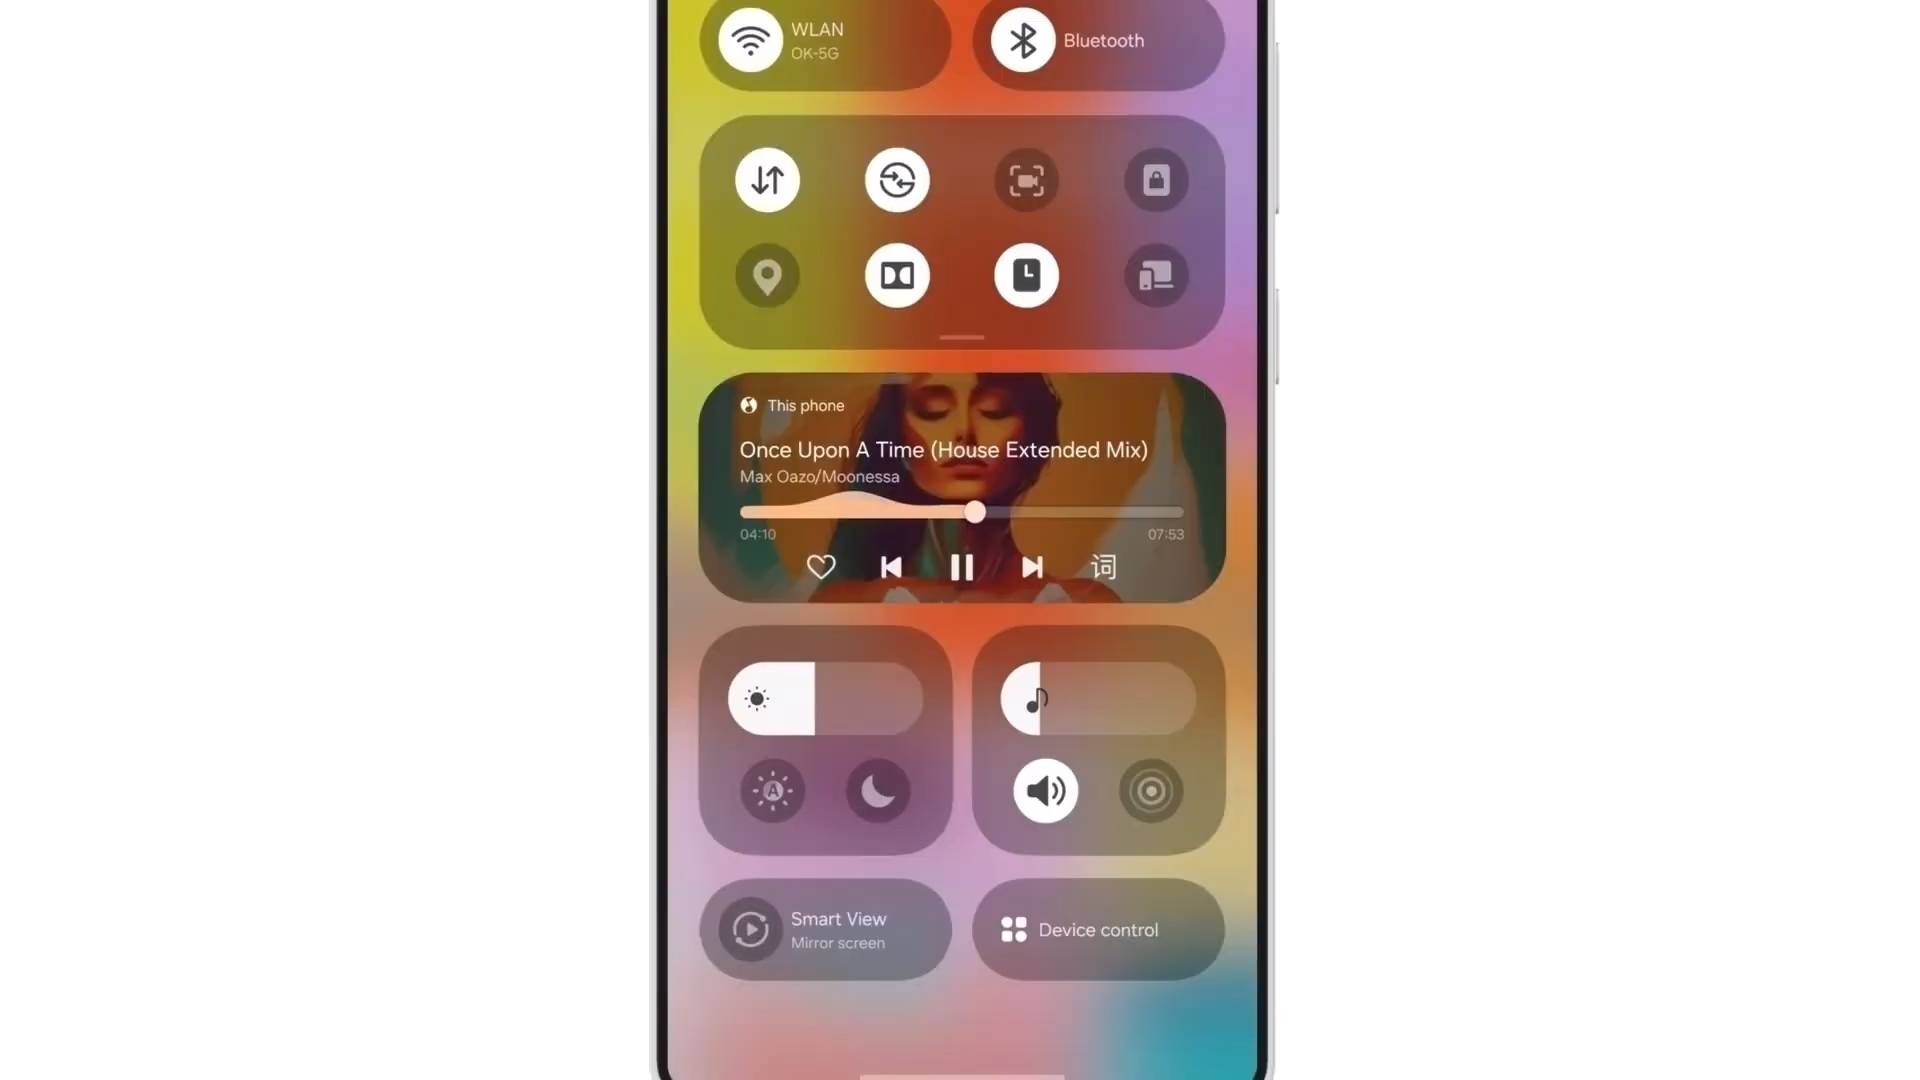 WLAN
OK-5G
Bluetooth
This phone
Once Upon A Time (House Extended Mix)
Max Oazo/Moonessa
04:10
07:53
词
A
Smart View
Mirror screen
Device control